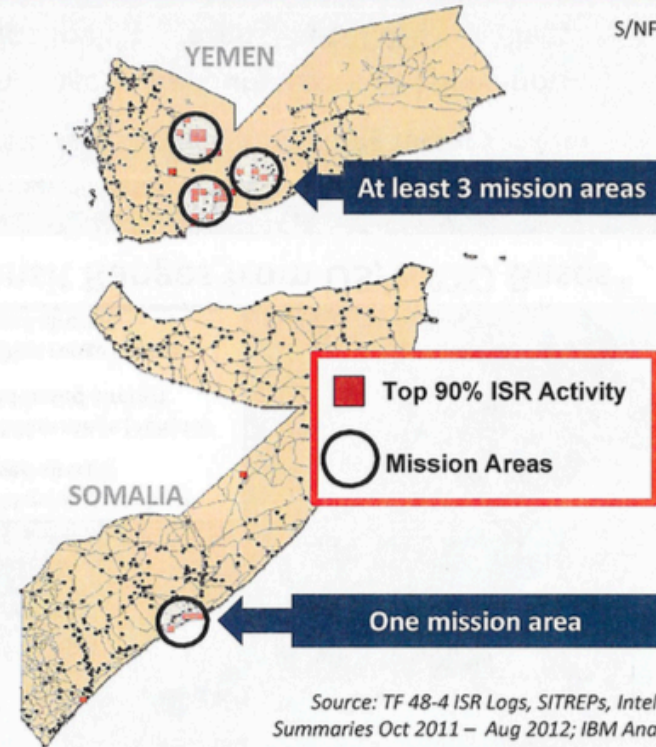 S/NF
YEMEN
At least 3 mission areas
Top 90% ISR Activity
Mission Areas
SOMALIA
One mission area
Source: TF 48-4 ISR Logs, SITREPs, Intel
Summaries Oct 2011 – Aug 2012; IBM Ana